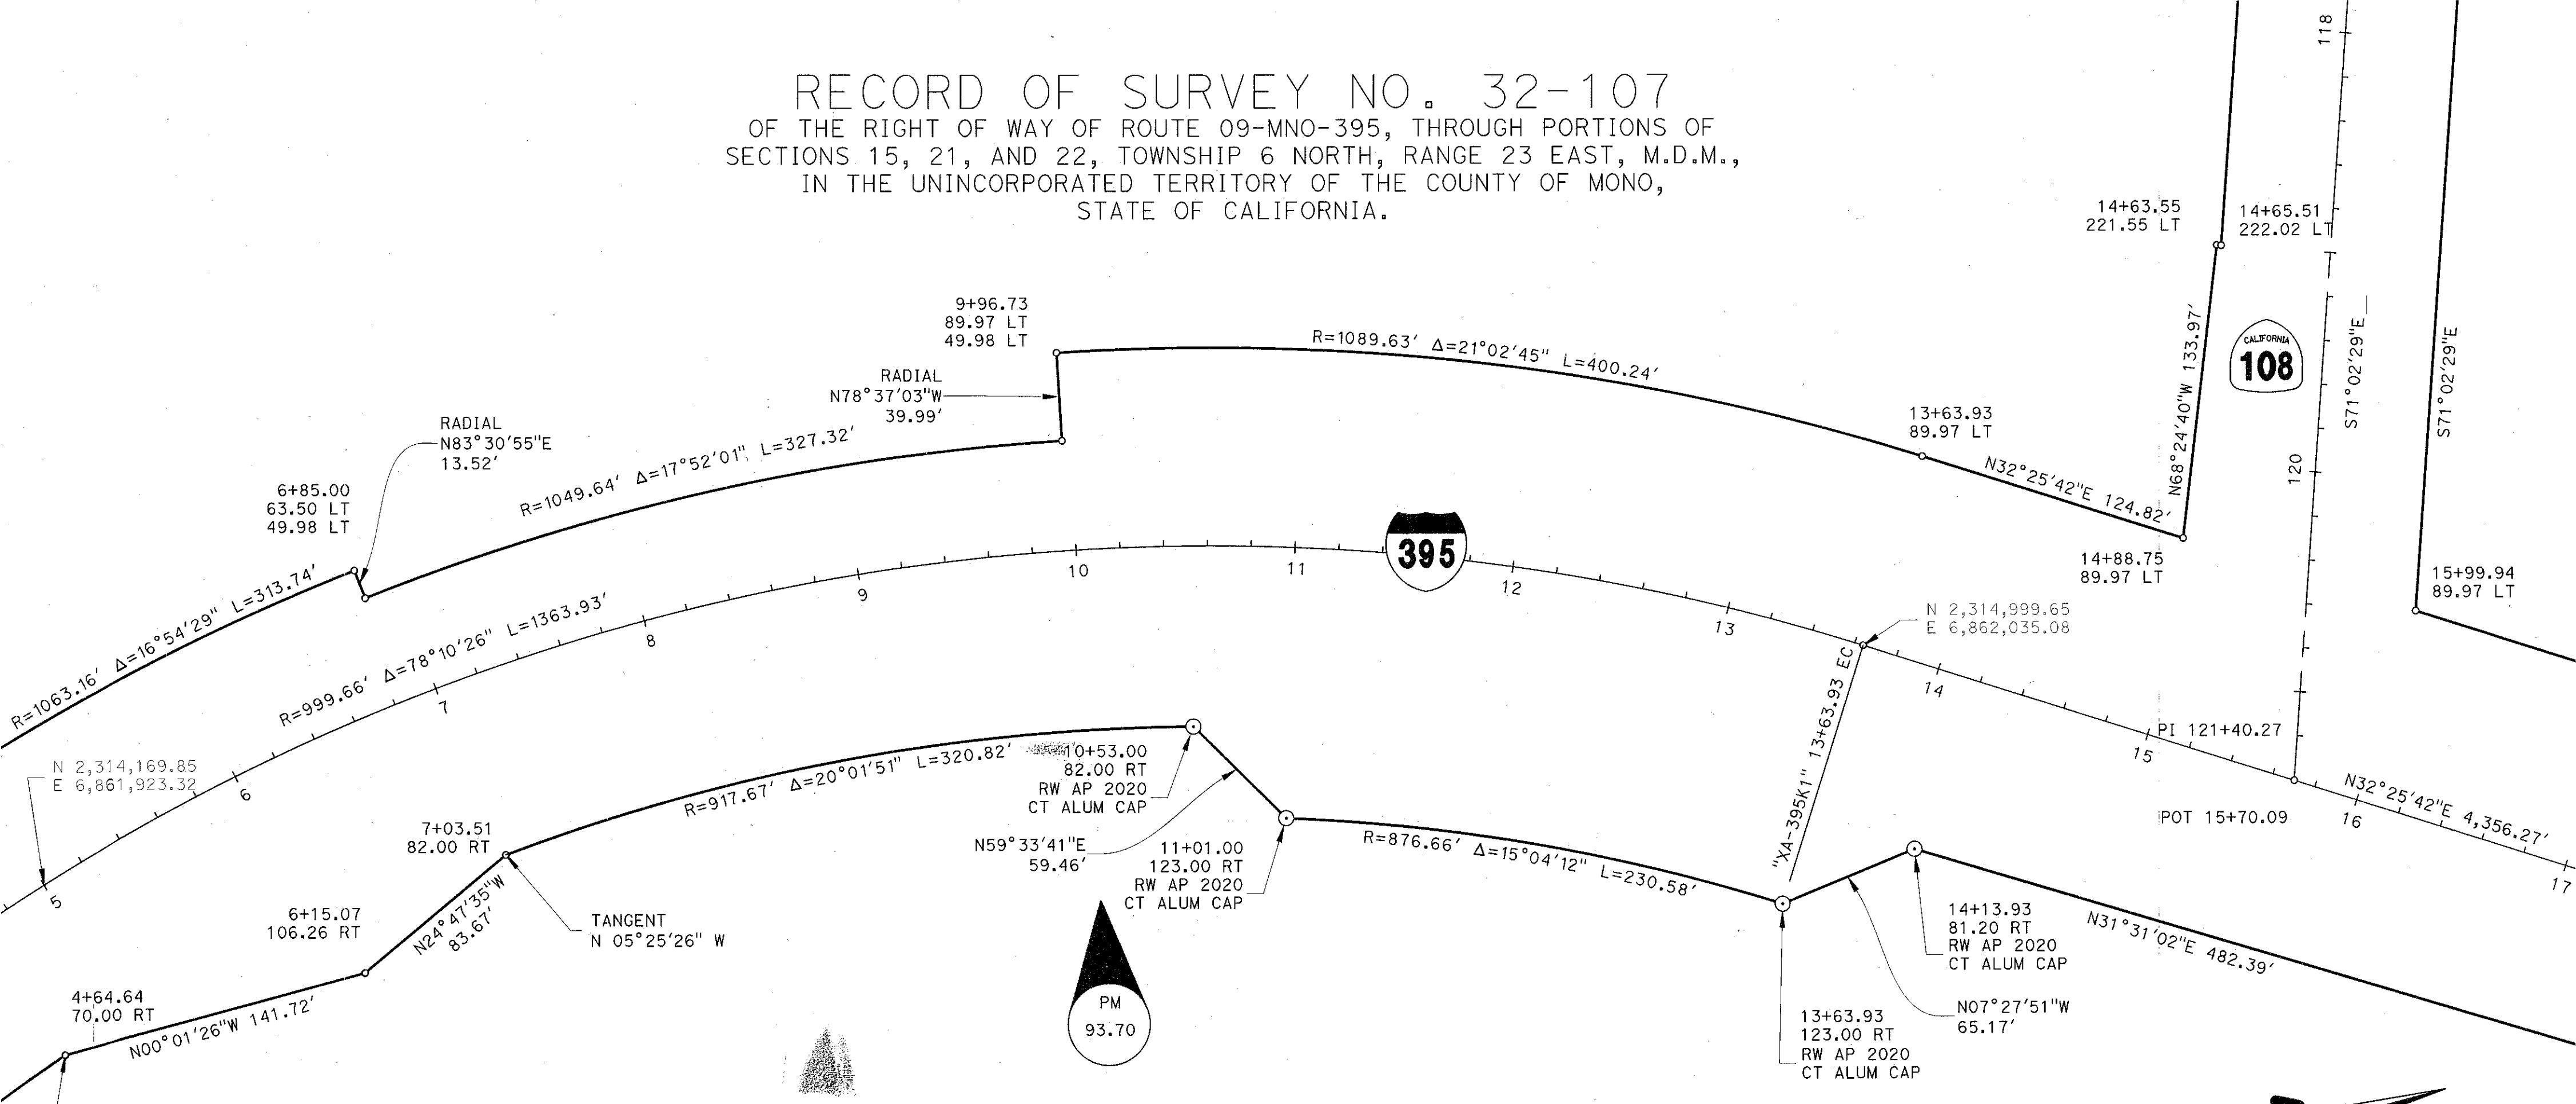 RECORD OF SURVEY NO. 32-107
OF THE RIGHT OF WAY OF ROUTE 09-MNO-395, THROUGH PORTIONS OF
SECTIONS 15, 21, AND 22, TOWNSHIP 6 NORTH, RANGE 23 EAST, M.D.M.,
IN THE UNINCORPORATED TERRITORY OF THE COUNTY OF MONO,
STATE OF CALIFORNIA.
118
14+63.55
221.55 LT
14+65.51
222.02 LT
9+96.73
89.97 LT
49.98 LT
R=1089.63' Δ=21°02'45" L=400.24'
N68°24'40"W 133.97'
CALIFORNIA
108
S71°02'29"E
S71°02'29"E
RADIAL
N78°37'03"W
39.99'
RADIAL
N83°30'55"E
13.52'
R=1049.64' Δ=17°52'01" L=327.32'
13+63.93
89.97 LT
N32°25'42"E 124.82'
120
6+85.00
63.50 LT
49.98 LT
395
14+88.75
89.97 LT
15+99.94
89.97 LT
R=1063.16' Δ=16°54'29" L=313.74'
R=999.66' Δ=78°10'26" L=1363.93'
5
6
7
8
9
10
11
12
13
14
15
16
17
N 2,314,999.65
E 6,862,035.08
"XA-395K1" 13+63.93 EC
PI 121+40.27
N32°25'42"E 4,356.27'
POT 15+70.09
N 2,314,169.85
E 6,861,923.32
7+03.51
82.00 RT
R=917.67' Δ=20°01'51" L=320.82'
10+53.00
82.00 RT
RW AP 2020
CT ALUM CAP
N59°33'41"E
59.46'
11+01.00
123.00 RT
RW AP 2020
CT ALUM CAP
R=876.66' Δ=15°04'12" L=230.58'
6+15.07
106.26 RT
N24°47'35"W
83.67'
TANGENT
N 05°25'26" W
4+64.64
70.00 RT
N00°01'26"W 141.72'
PM
93.70
14+13.93
81.20 RT
RW AP 2020
CT ALUM CAP
N31°31'02"E 482.39'
N07°27'51"W
65.17'
13+63.93
123.00 RT
RW AP 2020
CT ALUM CAP